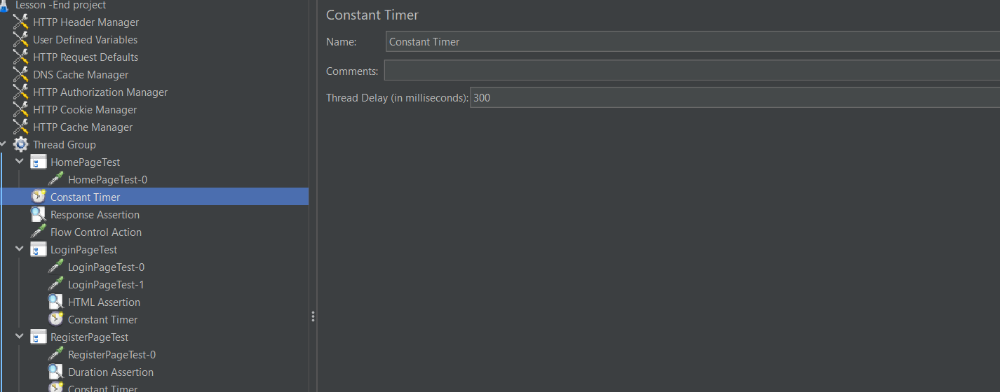 Lesson -End project
HTTP Header Manager
User Defined Variables
HTTP Request Defaults
DNS Cache Manager
HTTP Authorization Manager
HTTP Cookie Manager
HTTP Cache Manager
Thread Group
HomePageTest
HomePageTest-0
Constant Timer
Response Assertion
Flow Control Action
LoginPageTest
LoginPageTest-0
LoginPageTest-1
HTML Assertion
Constant Timer
RegisterPageTest
RegisterPageTest-0
Duration Assertion
Constant Timer
Constant Timer
Name: Constant Timer
Comments:
Thread Delay (in milliseconds): 300